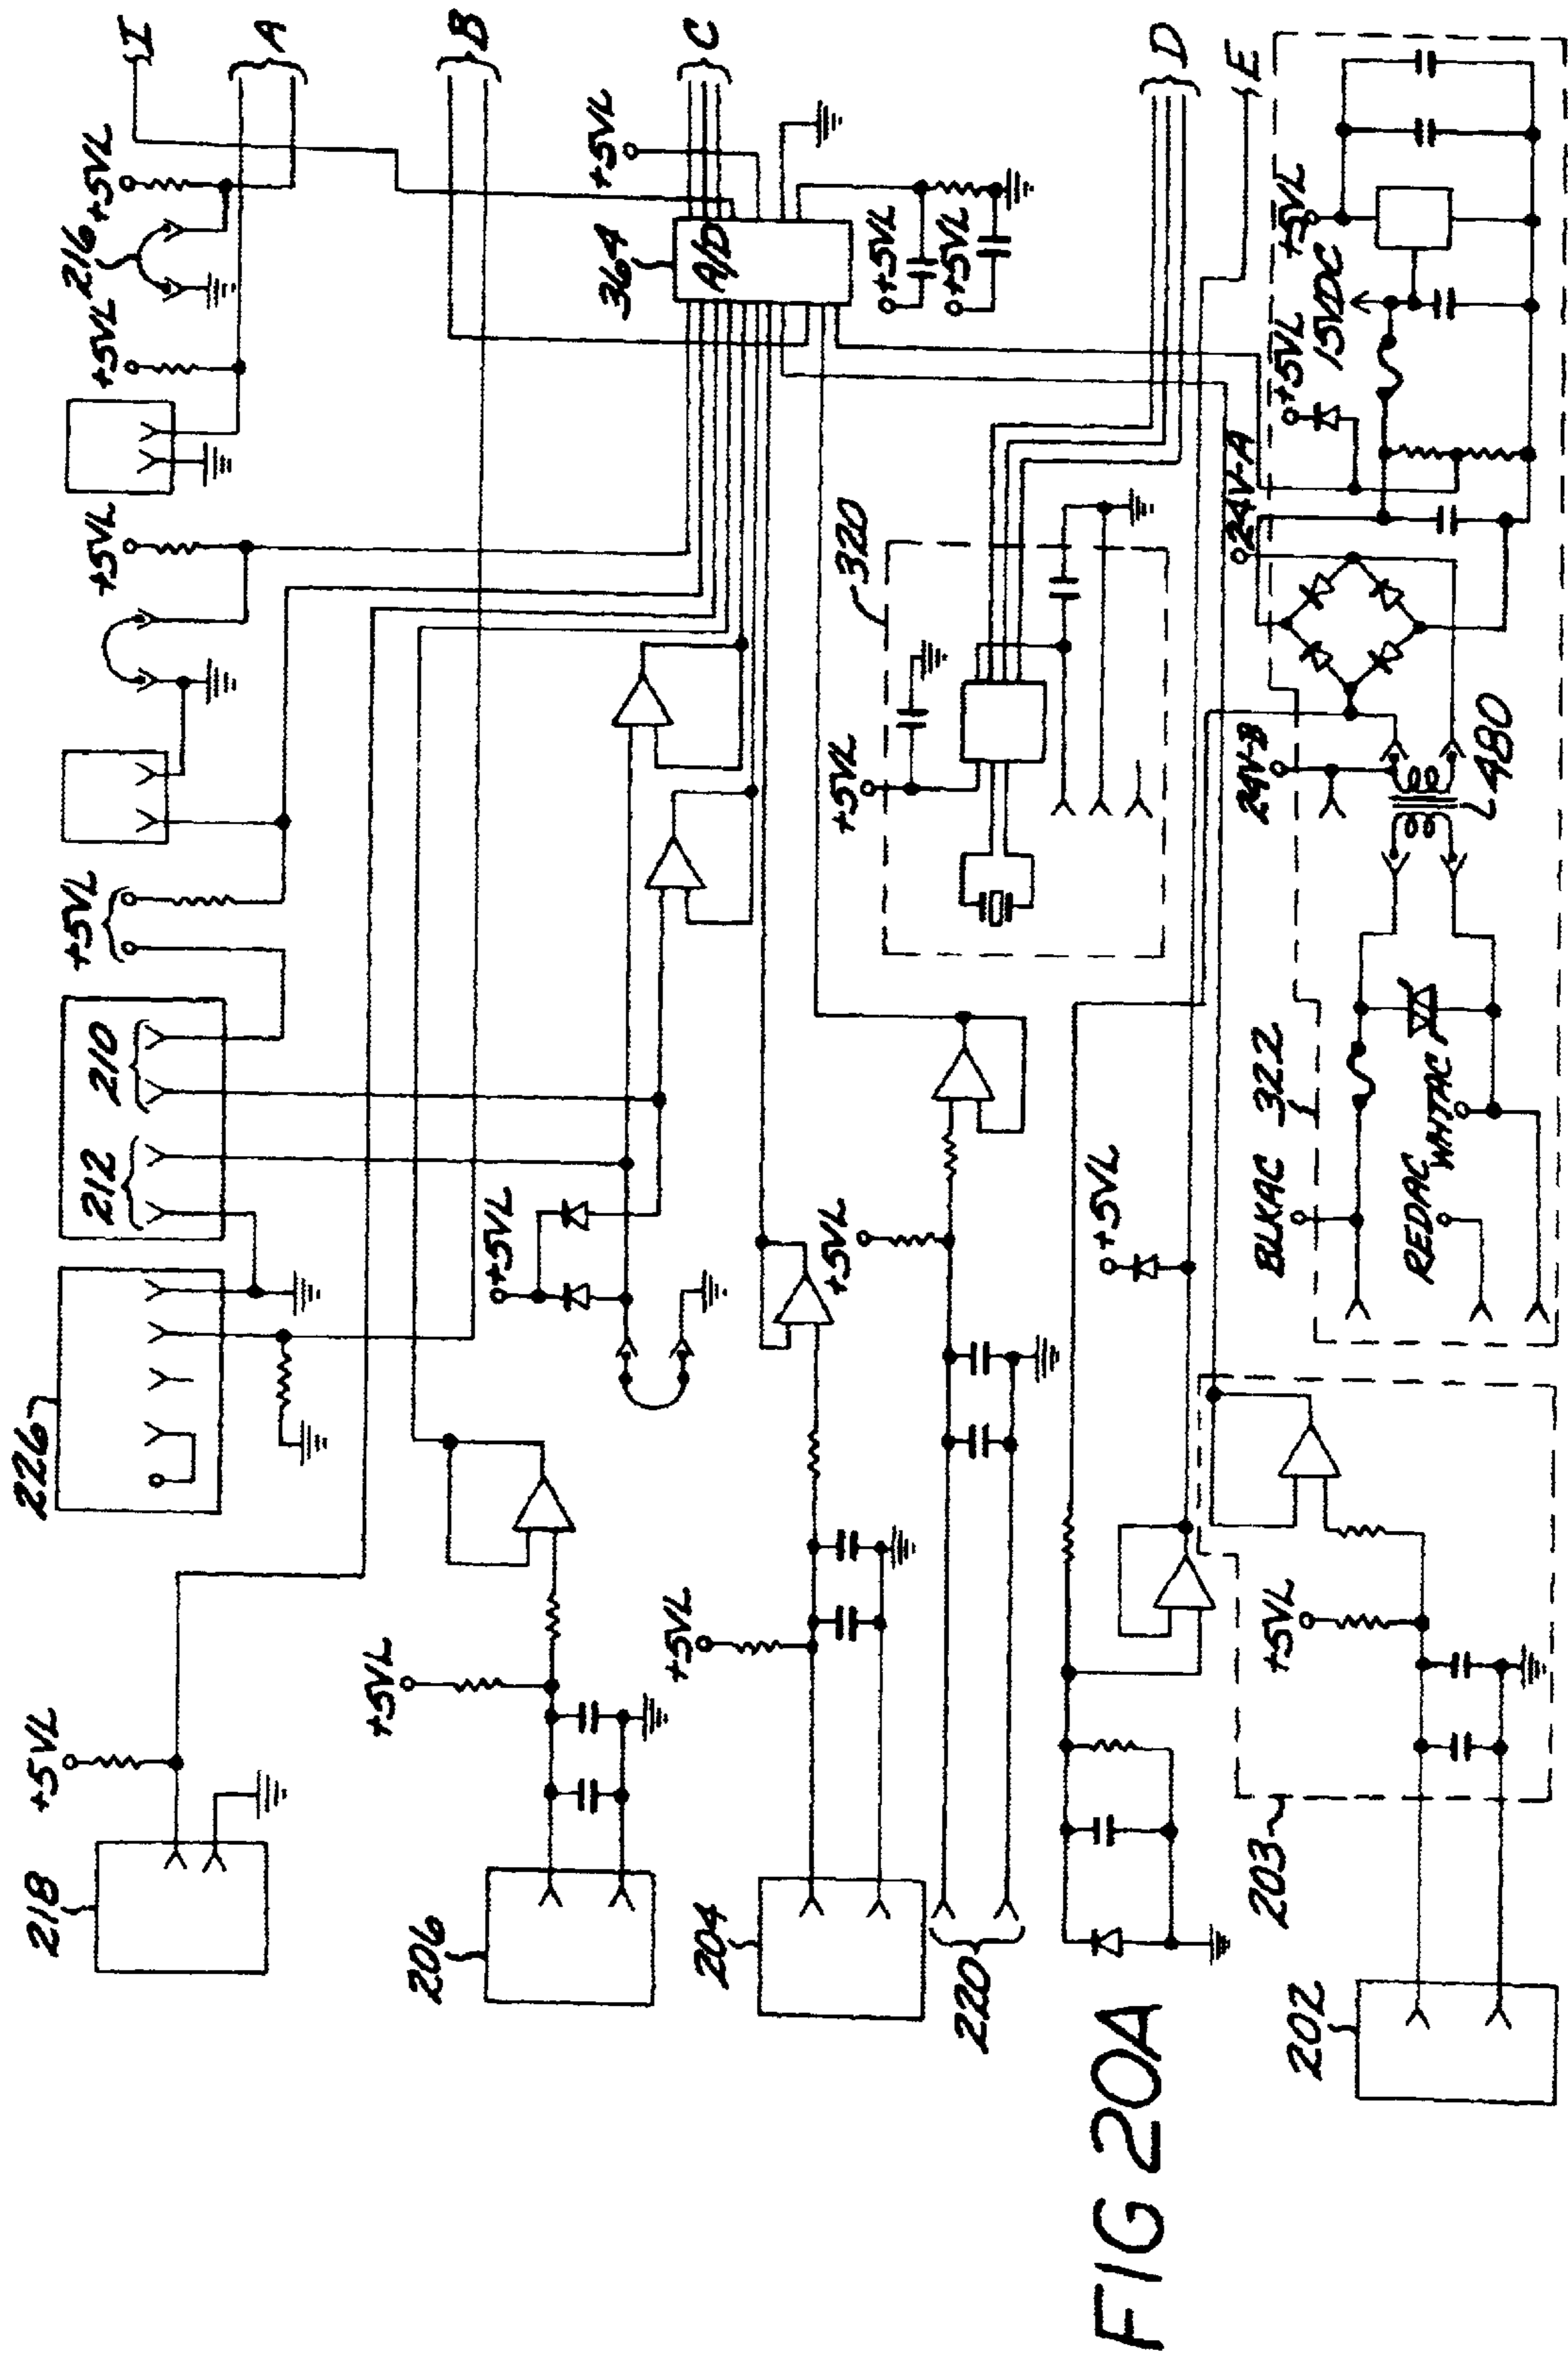 I
+5VL
216
+5VL
A
+5VL
+5VL
210
212
226
+5VL
218
B
+5VL
206
+5VL
C
+5VL
364
A/D
+5VL
+5VL
+5VL
204
+5VL
220
320
+5VL
D
E
+5VL
203
+5VL
202
24V-A
+5VL
15VDC
+5VL
24V-B
480
322
BLKAC
REDAC
WHTAC
FIG 20A